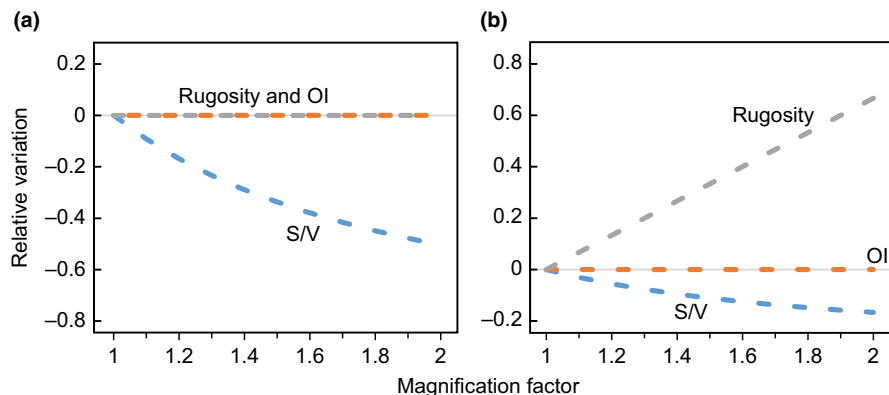 (a)
(b)
Relative variation
0.2
0
−0.2
−0.4
−0.6
−0.8
Rugosity and OI
S/V
1
1.2
1.4
1.6
1.8
2
0.8
0.6
0.4
0.2
0
−0.2
Rugosity
OI
S/V
1
1.2
1.4
1.6
1.8
2
Magnification factor